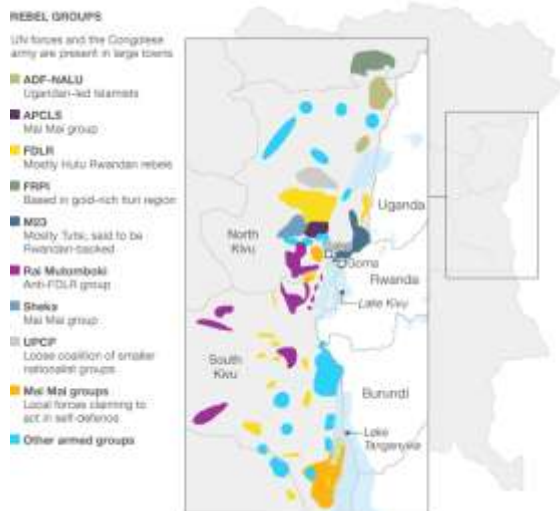 REBEL GROUPS
UN forces and the Congolese
army are present in large towns
ADF-NALU
Ugandan-led Islamists
APCLS
Mai Mai group
FDLR
Mostly Hutu Rwandan rebels
FRPI
Based in gold-rich Ituri region
M23
Mostly Tutsi, said to be
Rwandan-backed
Rai Mutomboki
Anti-FDLR group
Sheka
Mai Mai group
UPCP
Loose coalition of smaller
nationalist groups
Mai Mai groups
Local forces claiming to
act in self-defence
Other armed groups
Uganda
North
Kivu
Goma
Rwanda
Lake Kivu
South
Kivu
Burundi
Lake
Tanganyika